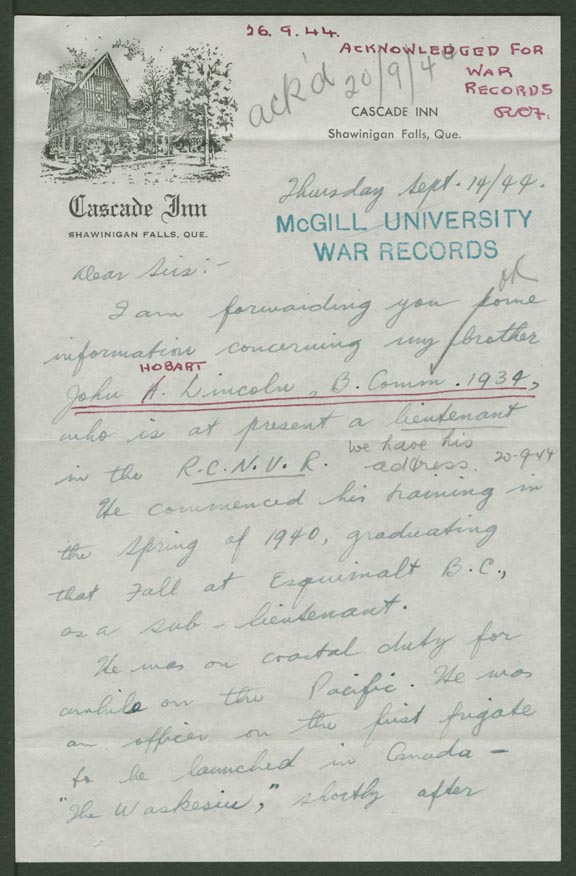 26.9.44.
ACKNOWLEDGED FOR
WAR
RECORDS
ack'd 20/9/44
CASCADE INN
Shawinigan Falls, Que.
Cascade Inn
SHAWINIGAN FALLS, QUE.
Thursday Sept. 14/44.
McGILL UNIVERSITY
WAR RECORDS
Dear Sirs:-
OK
I am forwarding you some
information concerning my brother
HOBART
John H. Lincoln, B. Comm. 1934,
who is at present a lieutenant
in the R.C.N.V.R.
we have his
address. 20-9-44
He commenced his training in
the Spring of 1940, graduating
that Fall at Esquimalt B.C.,
as a sub-lieutenant.
He was on coastal duty for
awhile on the Pacific. He was
an officer on the first frigate
to be launched in Canada –
"The Waskesiu," shortly after